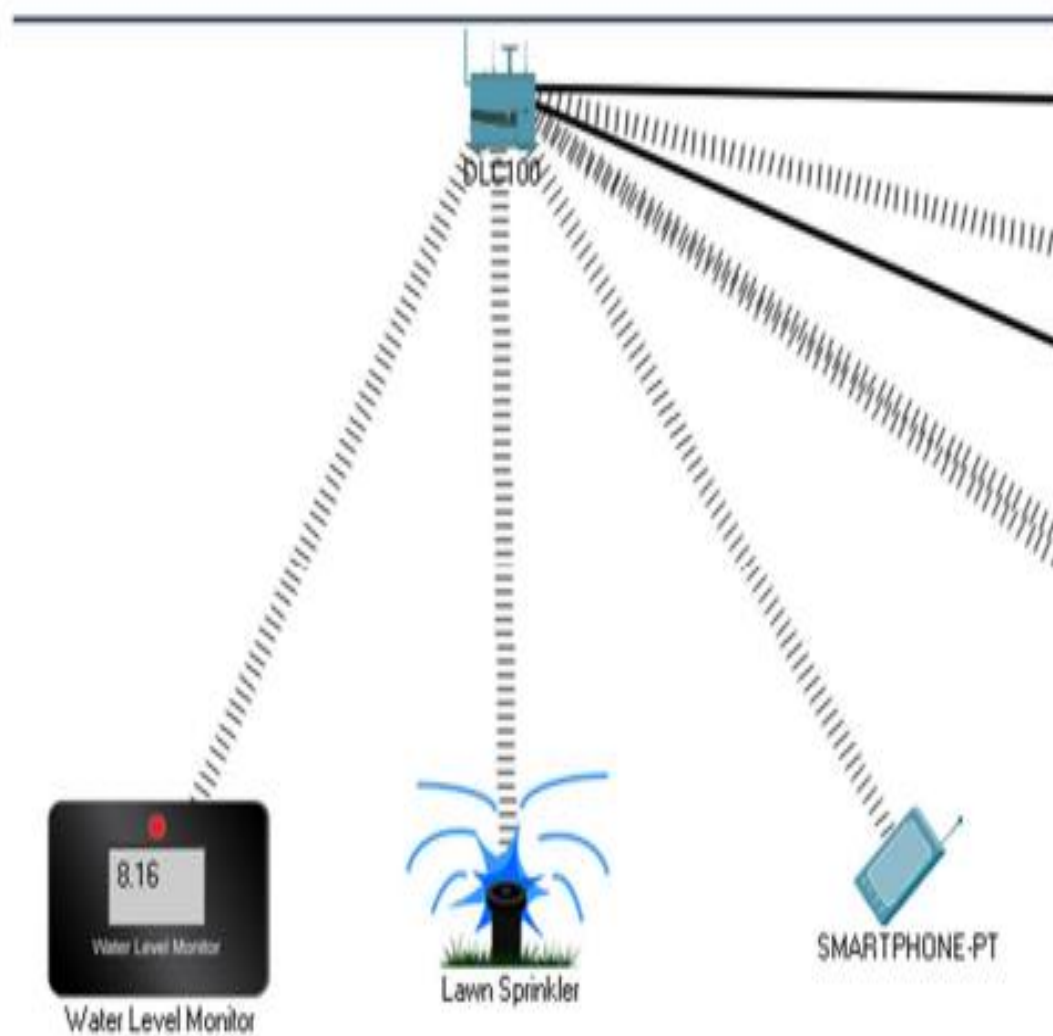 DLC100
8.16
Water Level Monitor
Water Level Monitor
Lawn Sprinkler
SMARTPHONE-PT